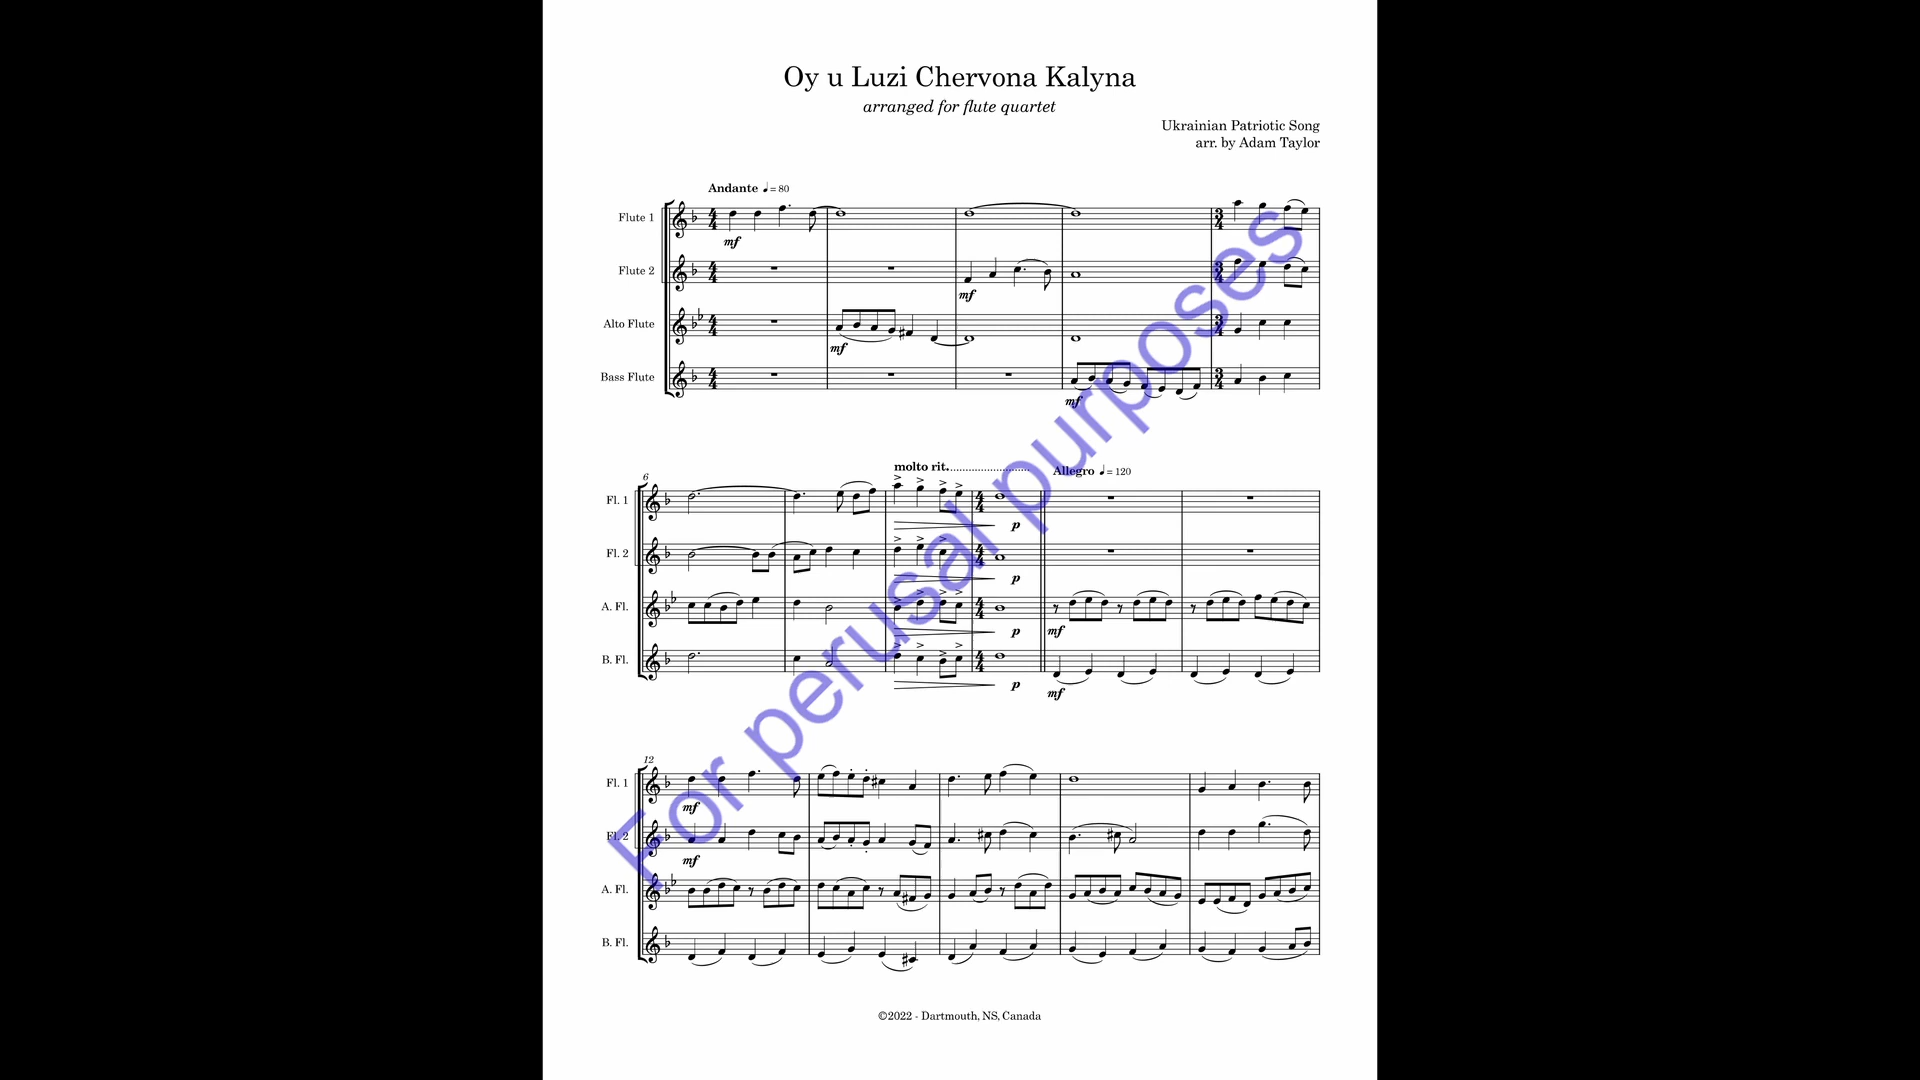 Oy u Luzi Chervona Kalyna
arranged for flute quartet
Ukrainian Patriotic Song
arr. by Adam Taylor
Andante ♩ = 80
Flute 1
mf
Flute 2
mf
Alto Flute
mf
Bass Flute
mf
For perusal purposes
6
molto rit.
Allegro ♩ = 120
Fl. 1
p
Fl. 2
p
A. Fl.
p
mf
B. Fl.
p
mf
12
Fl. 1
mf
Fl. 2
mf
A. Fl.
B. Fl.
©2022 - Dartmouth, NS, Canada